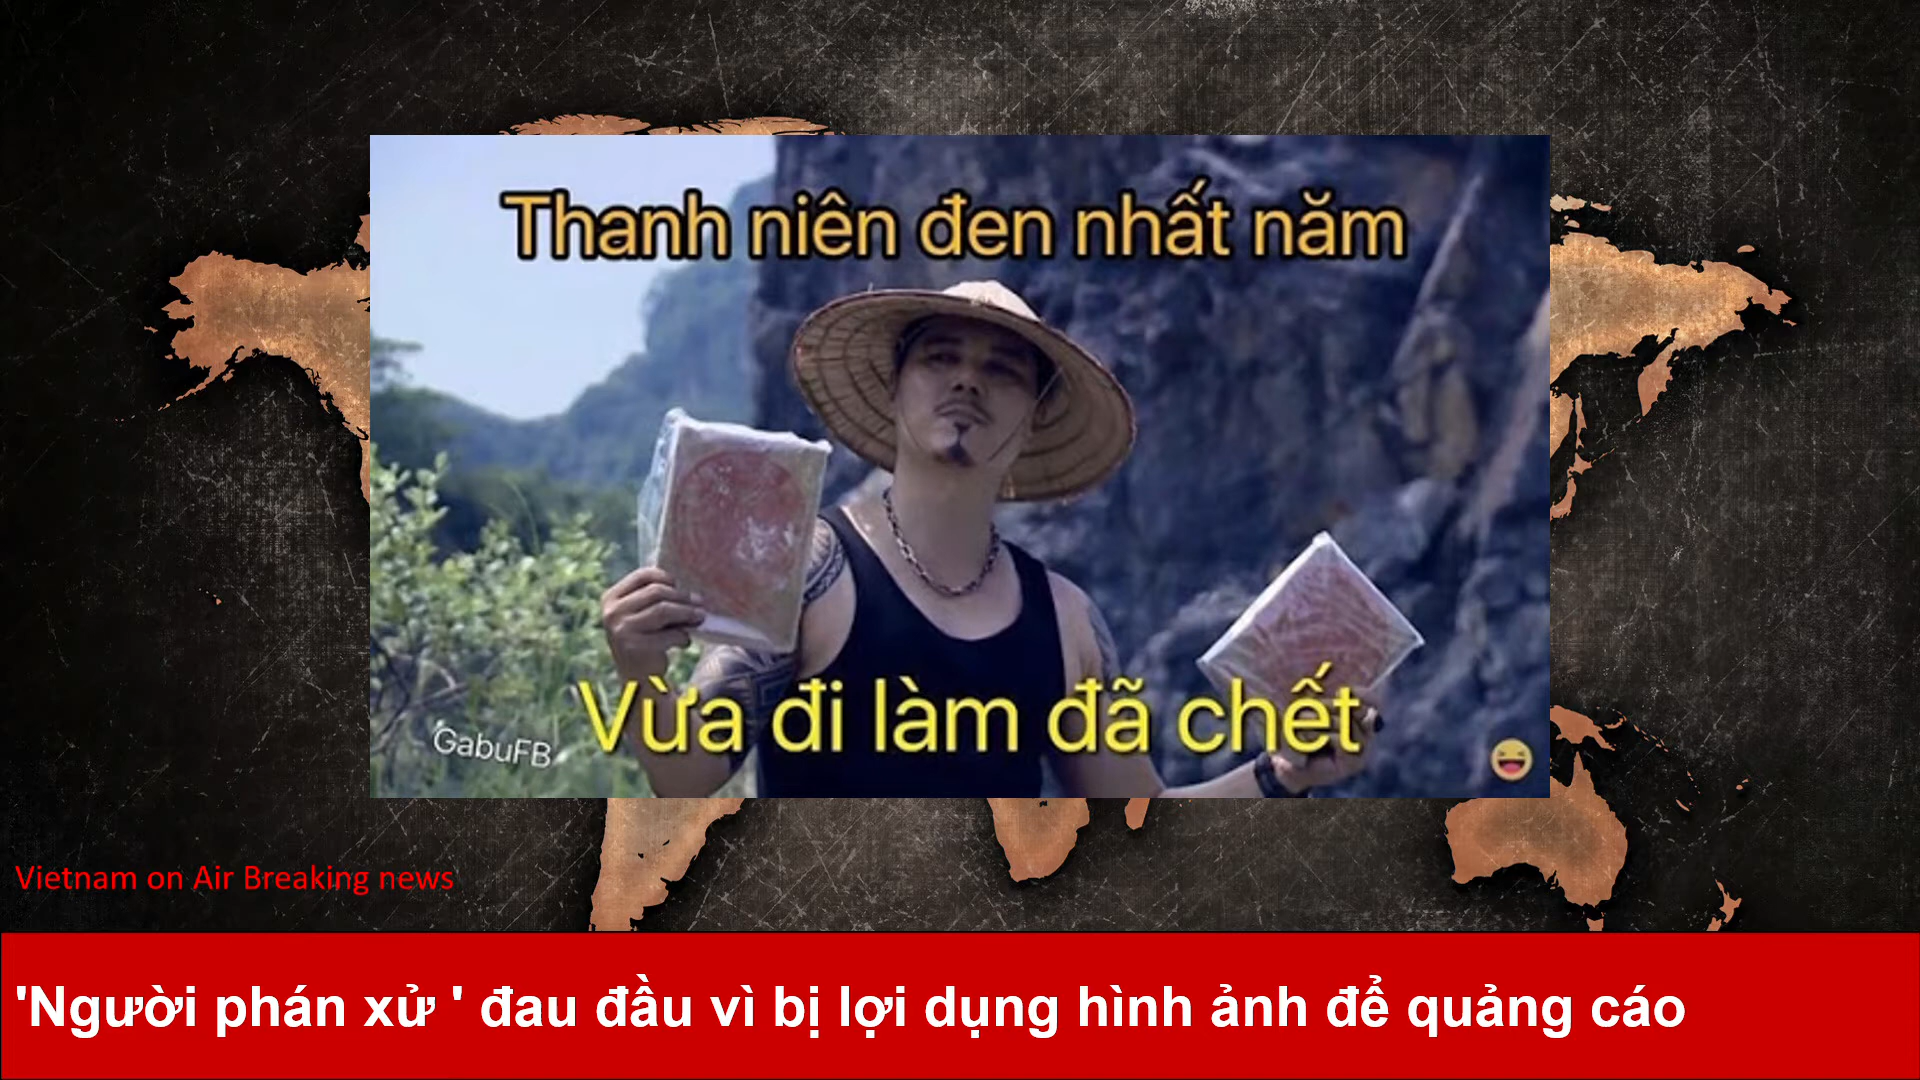 Thanh niên đen nhất năm
Vừa đi làm đã chết
GabuFB
Vietnam on Air Breaking news
'Người phán xử ' đau đầu vì bị lợi dụng hình ảnh để quảng cáo